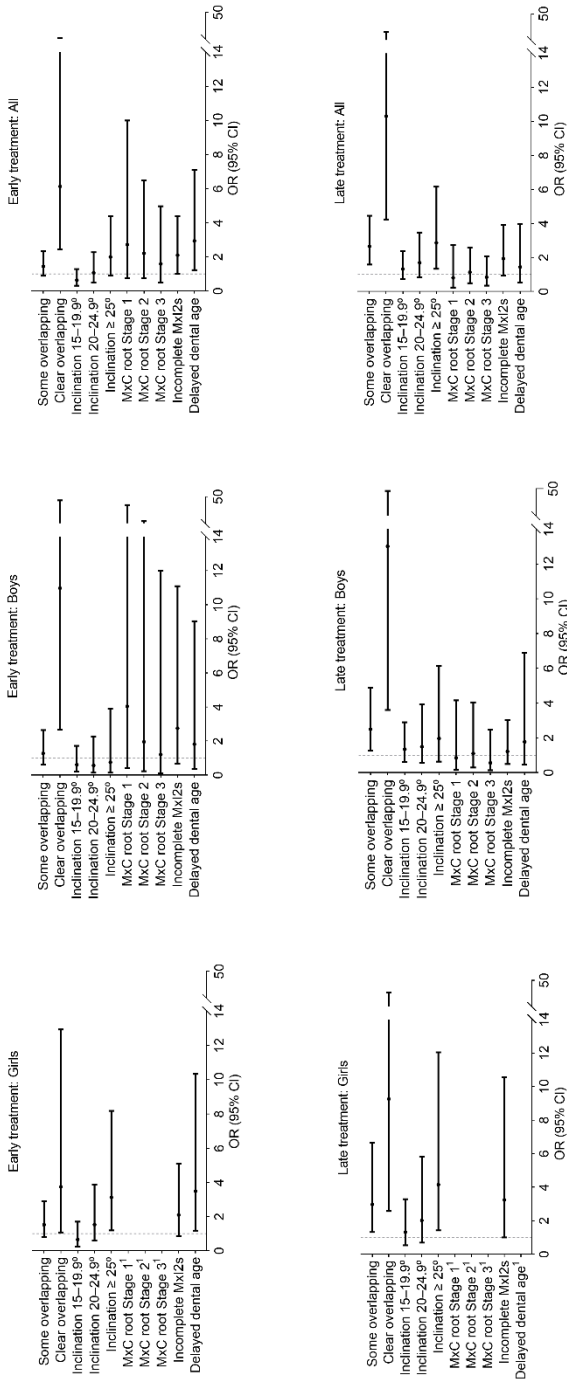 Early treatment: Girls
Some overlapping
Clear overlapping
Inclination 15–19.9º
Inclination 20–24.9º
Inclination ≥ 25º
MxC root Stage 1¹
MxC root Stage 2¹
MxC root Stage 3¹
Incomplete MxI2s
Delayed dental age
0 2 4 6 8 10 12 14 50
OR (95% CI)
Early treatment: Boys
Some overlapping
Clear overlapping
Inclination 15–19.9º
Inclination 20–24.9º
Inclination ≥ 25º
MxC root Stage 1
MxC root Stage 2
MxC root Stage 3
Incomplete MxI2s
Delayed dental age
0 2 4 6 8 10 12 14 50
OR (95% CI)
Early treatment: All
Some overlapping
Clear overlapping
Inclination 15–19.9º
Inclination 20–24.9º
Inclination ≥ 25º
MxC root Stage 1
MxC root Stage 2
MxC root Stage 3
Incomplete MxI2s
Delayed dental age
0 2 4 6 8 10 12 14 50
OR (95% CI)
Late treatment: Girls
Some overlapping
Clear overlapping
Inclination 15–19.9º
Inclination 20–24.9º
Inclination ≥ 25º
MxC root Stage 1¹
MxC root Stage 2¹
MxC root Stage 3¹
Incomplete MxI2s
Delayed dental age¹
0 2 4 6 8 10 12 14 50
OR (95% CI)
Late treatment: Boys
Some overlapping
Clear overlapping
Inclination 15–19.9º
Inclination 20–24.9º
Inclination ≥ 25º
MxC root Stage 1
MxC root Stage 2
MxC root Stage 3
Incomplete MxI2s
Delayed dental age
0 2 4 6 8 10 12 14 50
OR (95% CI)
Late treatment: All
Some overlapping
Clear overlapping
Inclination 15–19.9º
Inclination 20–24.9º
Inclination ≥ 25º
MxC root Stage 1
MxC root Stage 2
MxC root Stage 3
Incomplete MxI2s
Delayed dental age
0 2 4 6 8 10 12 14 50
OR (95% CI)